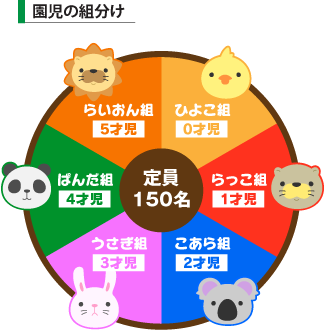 園児の組分け
ひよこ組
0才児
らっこ組
1才児
こあら組
2才児
うさぎ組
3才児
ぱんだ組
4才児
らいおん組
5才児
定員
150名